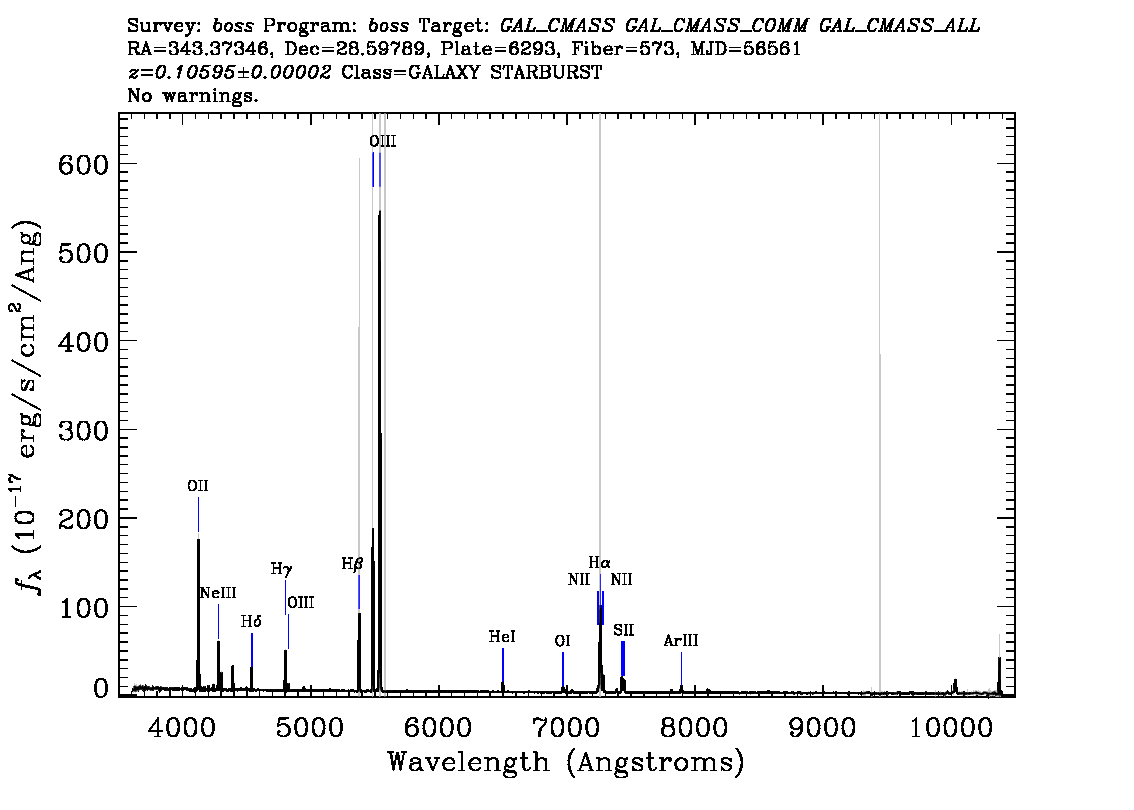 Survey: boss Program: boss Target: GAL_CMASS GAL_CMASS_COMM GAL_CMASS_ALL
RA=343.37346, Dec=28.59789, Plate=6293, Fiber=573, MJD=56561
z=0.10595±0.00002 Class=GALAXY STARBURST
No warnings.
OIII
600
500
400
300
200
100
0
f_λ (10^−17 erg/s/cm^2/Ang)
OII
NeIII
Hδ
Hγ
OIII
Hβ
HeI
OI
Hα
NII NII
SII
ArIII
4000 5000 6000 7000 8000 9000 10000
Wavelength (Angstroms)